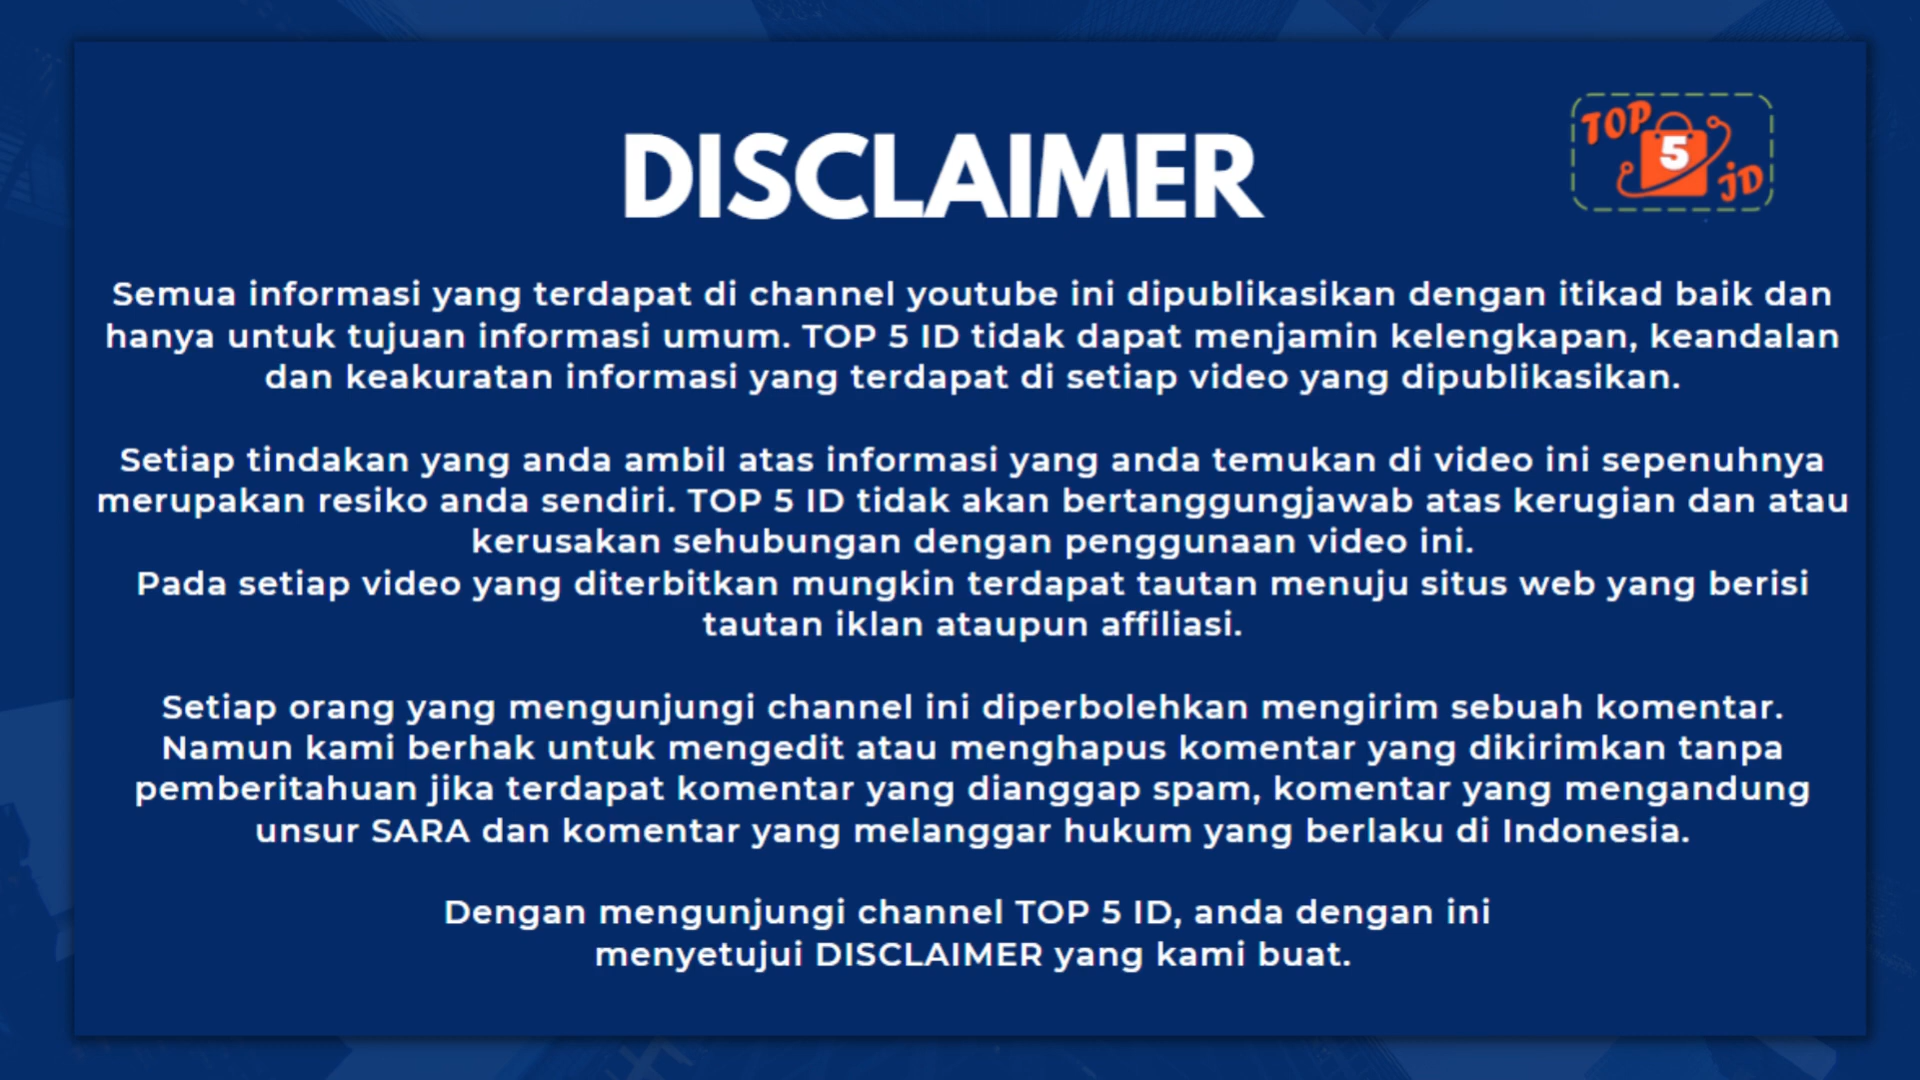 DISCLAIMER
TOP
5
iD
Semua informasi yang terdapat di channel youtube ini dipublikasikan dengan itikad baik dan
hanya untuk tujuan informasi umum. TOP 5 ID tidak dapat menjamin kelengkapan, keandalan
dan keakuratan informasi yang terdapat di setiap video yang dipublikasikan.
Setiap tindakan yang anda ambil atas informasi yang anda temukan di video ini sepenuhnya
merupakan resiko anda sendiri. TOP 5 ID tidak akan bertanggungjawab atas kerugian dan atau
kerusakan sehubungan dengan penggunaan video ini.
Pada setiap video yang diterbitkan mungkin terdapat tautan menuju situs web yang berisi
tautan iklan ataupun affiliasi.
Setiap orang yang mengunjungi channel ini diperbolehkan mengirim sebuah komentar.
Namun kami berhak untuk mengedit atau menghapus komentar yang dikirimkan tanpa
pemberitahuan jika terdapat komentar yang dianggap spam, komentar yang mengandung
unsur SARA dan komentar yang melanggar hukum yang berlaku di Indonesia.
Dengan mengunjungi channel TOP 5 ID, anda dengan ini
menyetujui DISCLAIMER yang kami buat.